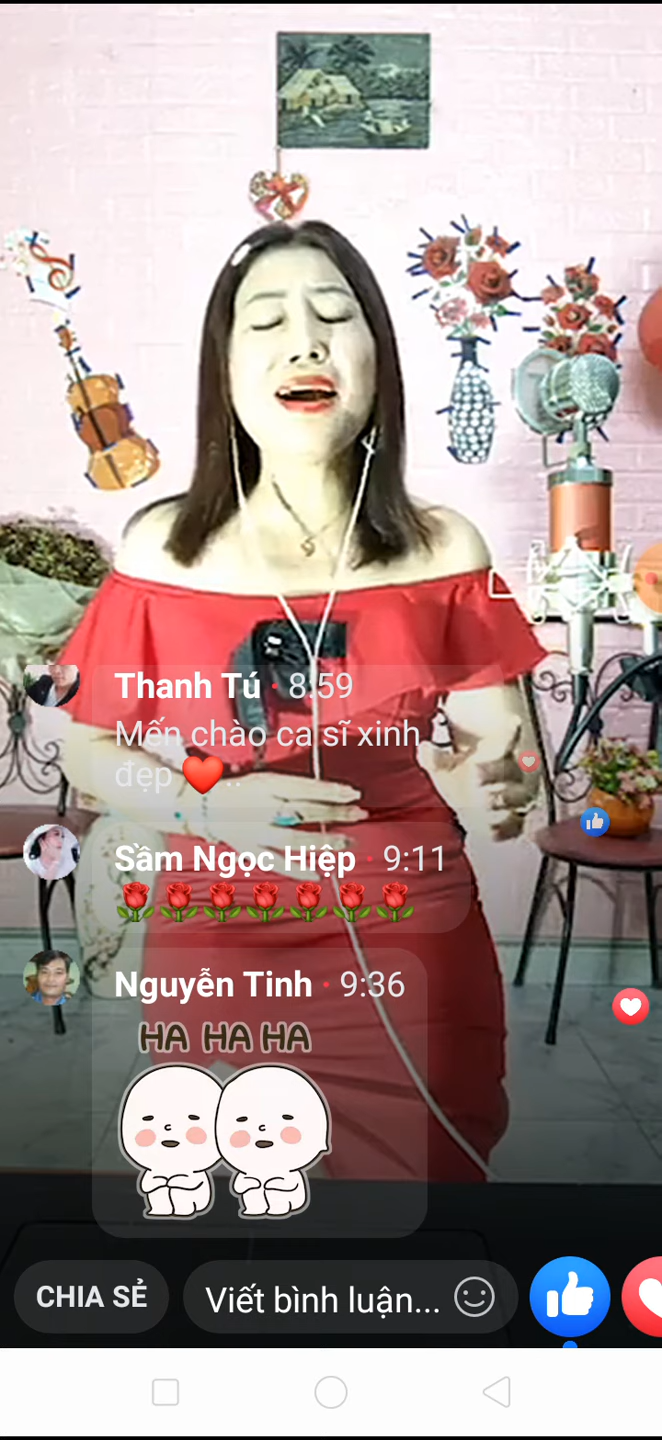 Thanh Tú · 8:59
Mến chào ca sĩ xinh
đẹp ❤️..
Sầm Ngọc Hiệp · 9:11
🌹🌹🌹🌹🌹🌹🌹
Nguyễn Tinh · 9:36
HA HA HA
CHIA SẺ
Viết bình luận...